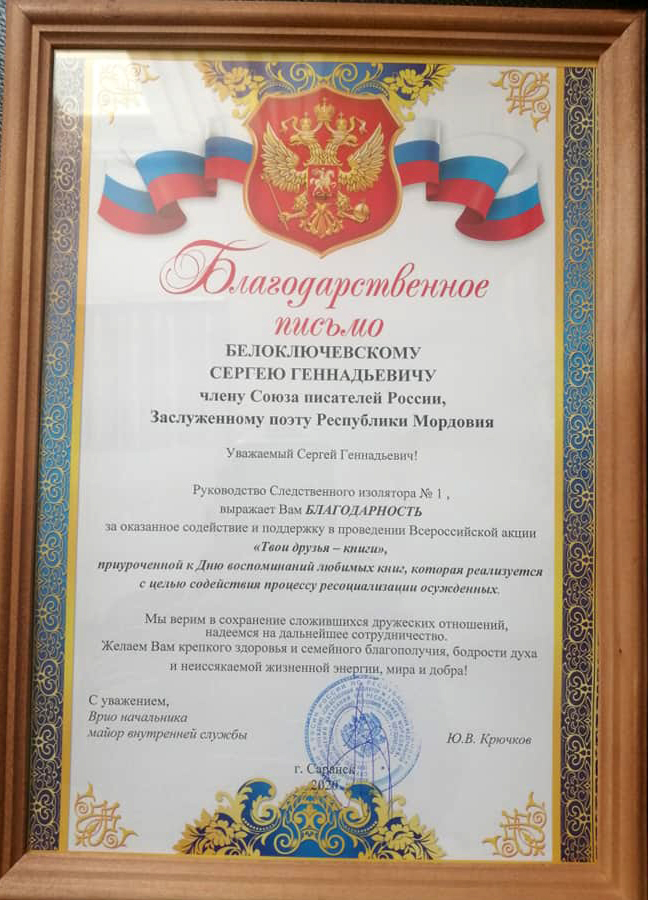 Благодарственное
письмо
БЕЛОКЛЮЧЕВСКОМУ
СЕРГЕЮ ГЕННАДЬЕВИЧУ
члену Союза писателей России,
Заслуженному поэту Республики Мордовия
Уважаемый Сергей Геннадьевич!
Руководство Следственного изолятора № 1 ,
выражает Вам БЛАГОДАРНОСТЬ
за оказанное содействие и поддержку в проведении Всероссийской акции
«Твои друзья – книги»,
приуроченной к Дню воспоминаний любимых книг, которая реализуется
с целью содействия процессу ресоциализации осужденных.
Мы верим в сохранение сложившихся дружеских отношений,
надеемся на дальнейшее сотрудничество.
Желаем Вам крепкого здоровья и семейного благополучия, бодрости духа
и неиссякаемой жизненной энергии, мира и добра!
С уважением,
Врио начальника
майор внутренней службы
Ю.В. Крючков
г. Саранск
2020